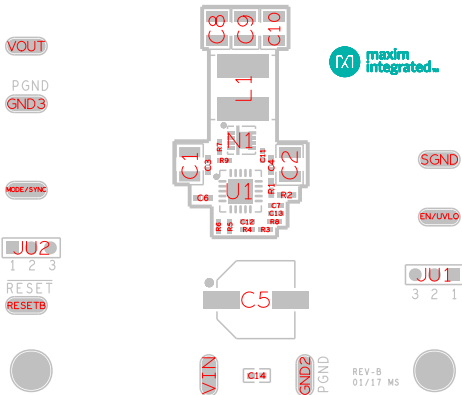 C8 C9 C10
VOUT
maxim
integrated™
PGND
L1
GND3
N1
R7
C11
R9
C1
C3
C4
C2
SGND
MODE/SYNC
U1
R1
R2
C6
C7
C13
EN/UVLO
R6 R5 C12 R8
R4 R3
JU2
1 2 3
JU1
3 2 1
RESET
RESETB
C5
VIN
C14
GND2
PGND
REV-B
01/17 MS